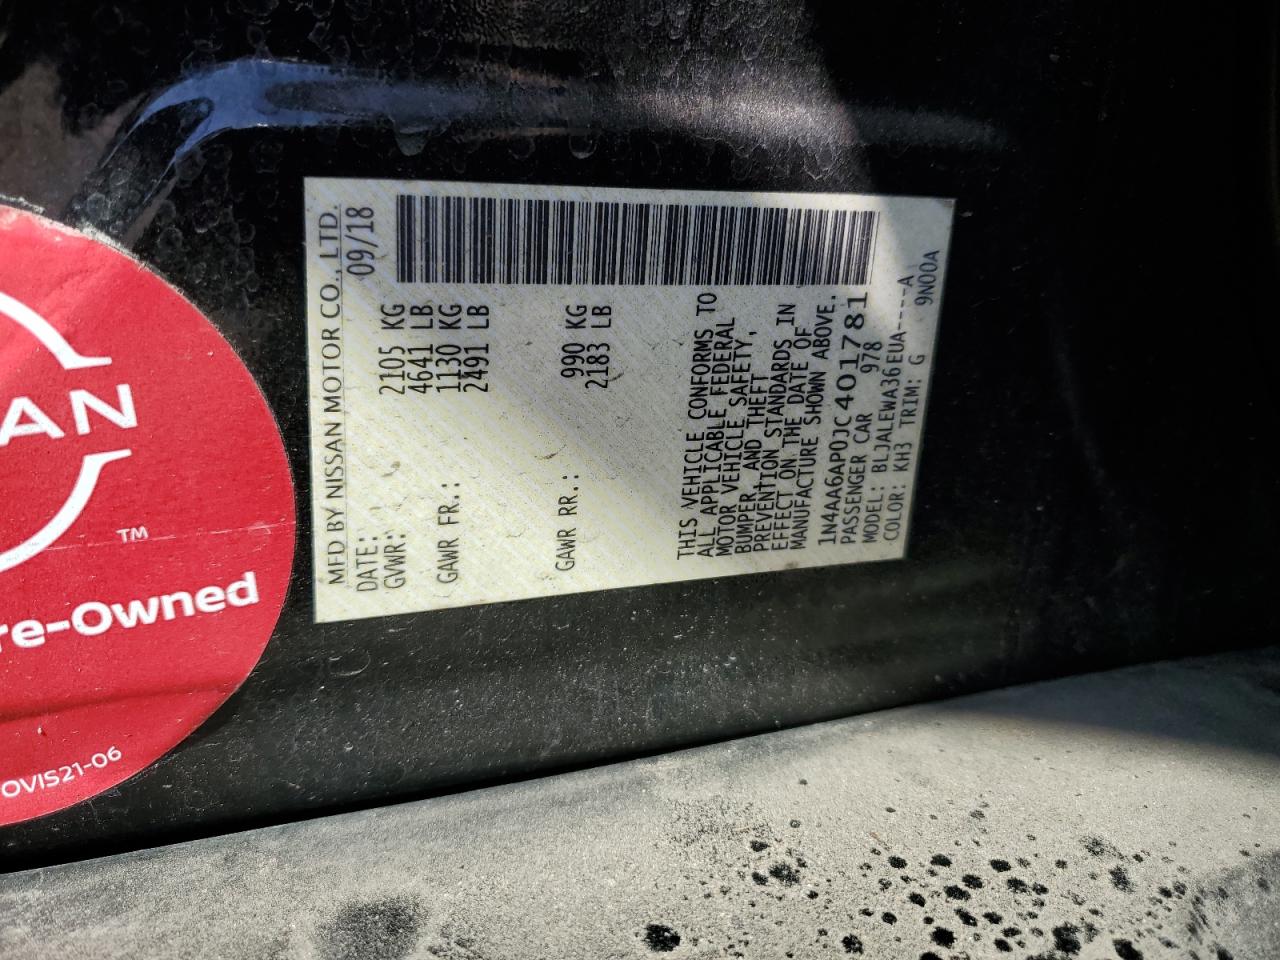 MFD BY NISSAN MOTOR CO., LTD.
DATE: 09/18
GVWR: 2105 KG
4641 LB
GAWR FR.: 1130 KG
2491 LB
GAWR RR.: 990 KG
2183 LB
THIS VEHICLE CONFORMS TO
ALL APPLICABLE FEDERAL
MOTOR VEHICLE SAFETY,
BUMPER, AND THEFT
PREVENTION STANDARDS IN
EFFECT ON THE DATE OF
MANUFACTURE SHOWN ABOVE.
1N4AA6AP0JC401781
PASSENGER CAR 978
MODEL: BLJALEWA36EUA-----A
COLOR: KH3 TRIM: G 9N00A
AN
TM
re-Owned
OVIS21-06